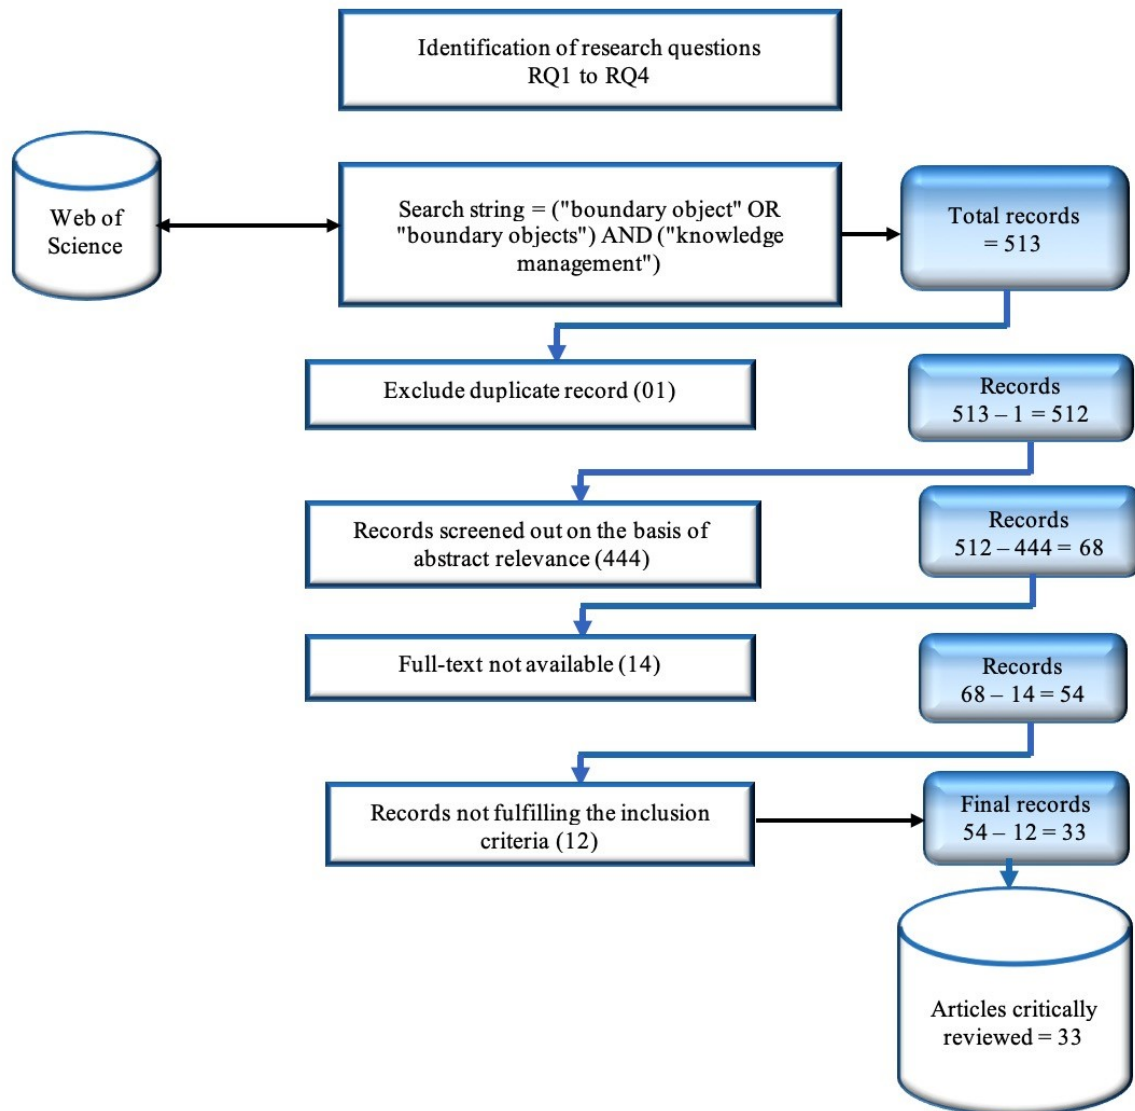 Identification of research questions
RQ1 to RQ4
Web of
Science
Search string = ("boundary object" OR
"boundary objects") AND ("knowledge
management")
Total records
= 513
Exclude duplicate record (01)
Records
513 – 1 = 512
Records screened out on the basis of
abstract relevance (444)
Records
512 – 444 = 68
Full-text not available (14)
Records
68 – 14 = 54
Records not fulfilling the inclusion
criteria (12)
Final records
54 – 12 = 33
Articles critically
reviewed = 33